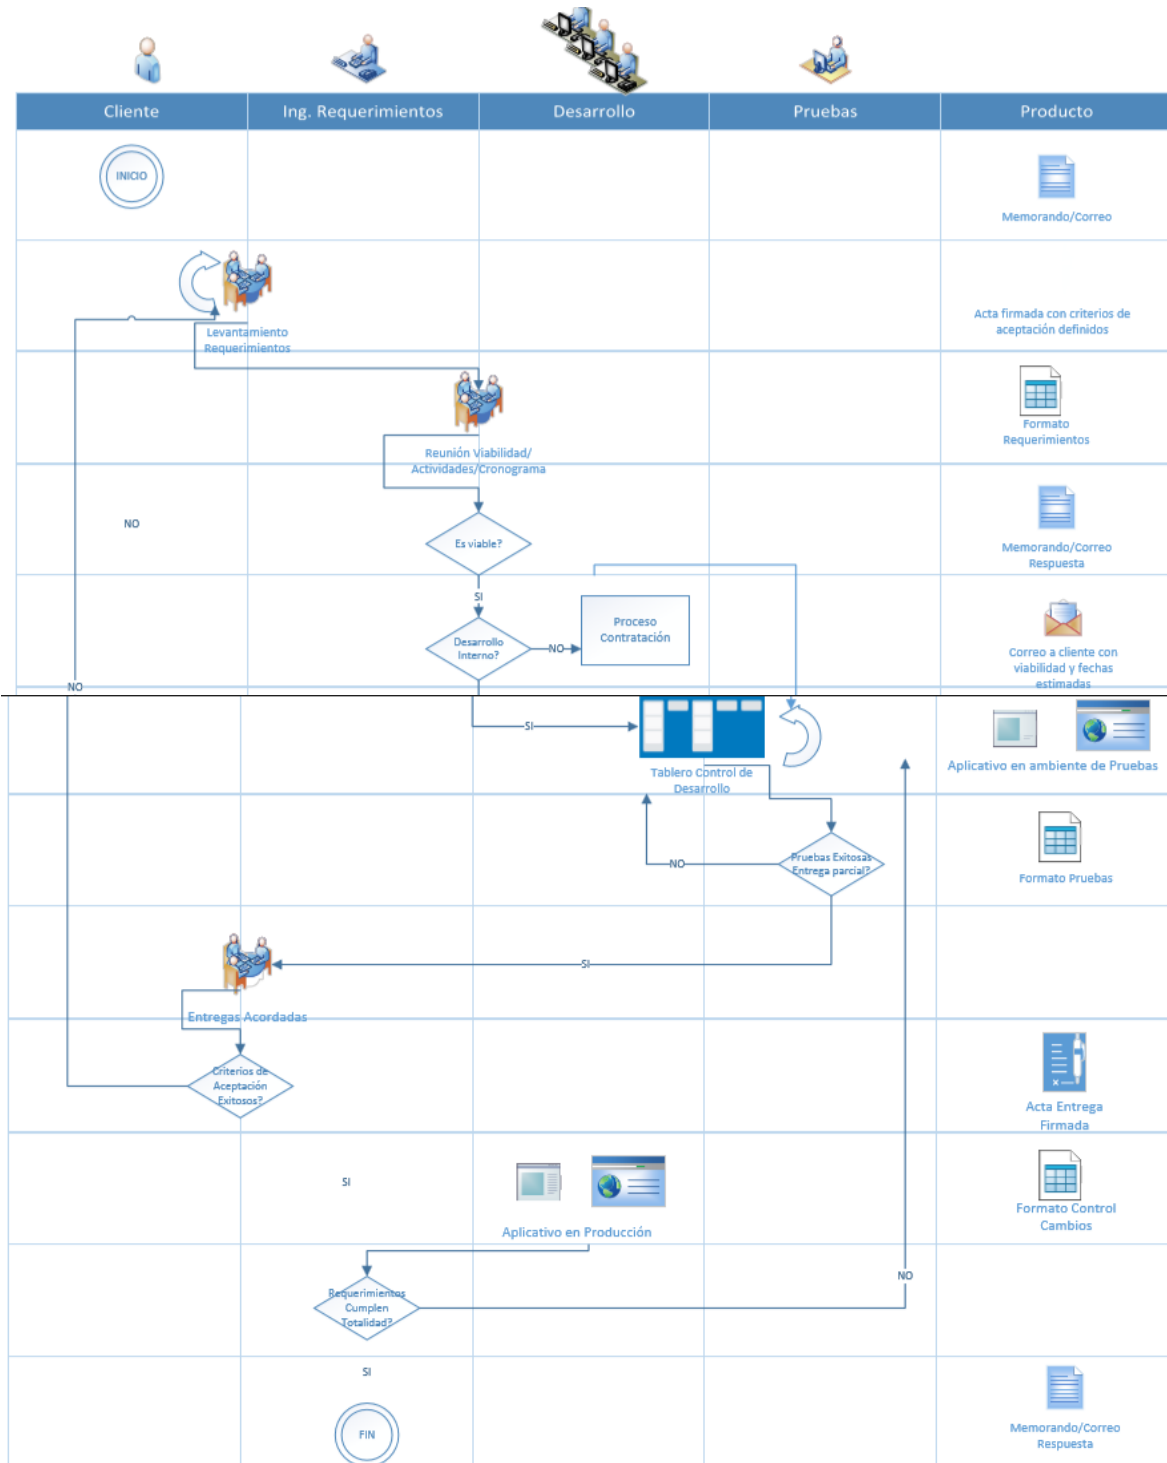 Cliente
Ing. Requerimientos
Desarrollo
Pruebas
Producto
INICIO
Memorando/Correo
Levantamiento
Requerimientos
Acta firmada con criterios de
aceptación definidos
Reunión Viabilidad/
Actividades/Cronograma
Formato
Requerimientos
NO
Es viable?
Memorando/Correo
Respuesta
SI
Desarrollo
Interno?
NO
Proceso
Contratación
Correo a cliente con
viabilidad y fechas
estimadas
NO
SI
Tablero Control de
Desarrollo
Aplicativo en ambiente de Pruebas
NO
Pruebas Exitosas
Entrega parcial?
Formato Pruebas
SI
Entregas Acordadas
Criterios de
Aceptación
Exitosos?
Acta Entrega
Firmada
SI
Aplicativo en Producción
Formato Control
Cambios
Requerimientos
Cumplen
Totalidad?
NO
SI
FIN
Memorando/Correo
Respuesta